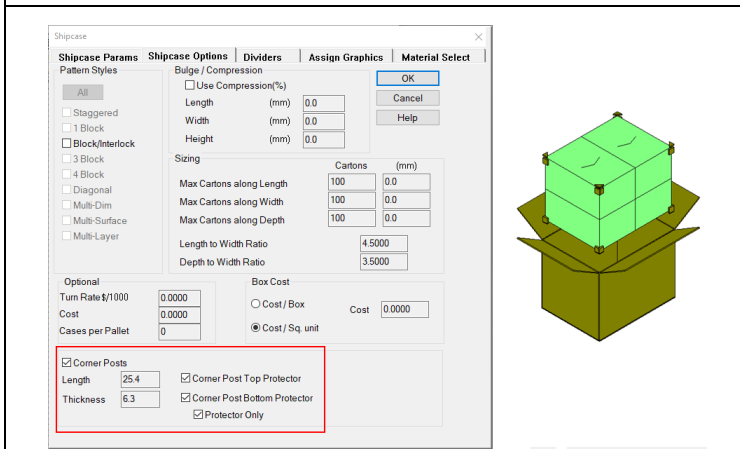 Shipcase
Shipcase Params Shipcase Options Dividers Assign Graphics Material Select
Pattern Styles
All
Staggered
1 Block
Block/Interlock
3 Block
4 Block
Diagonal
Multi-Dim
Multi-Surface
Multi-Layer
Bulge / Compression
Use Compression(%)
Length (mm) 0.0
Width (mm) 0.0
Height (mm) 0.0
OK
Cancel
Help
Sizing
Cartons (mm)
Max Cartons along Length 100 0.0
Max Cartons along Width 100 0.0
Max Cartons along Depth 100 0.0
Length to Width Ratio 4.5000
Depth to Width Ratio 3.5000
Optional
Turn Rate $/1000 0.0000
Cost 0.0000
Cases per Pallet 0
Box Cost
Cost / Box
Cost / Sq. unit
Cost 0.0000
Corner Posts
Length 25.4
Thickness 6.3
Corner Post Top Protector
Corner Post Bottom Protector
Protector Only